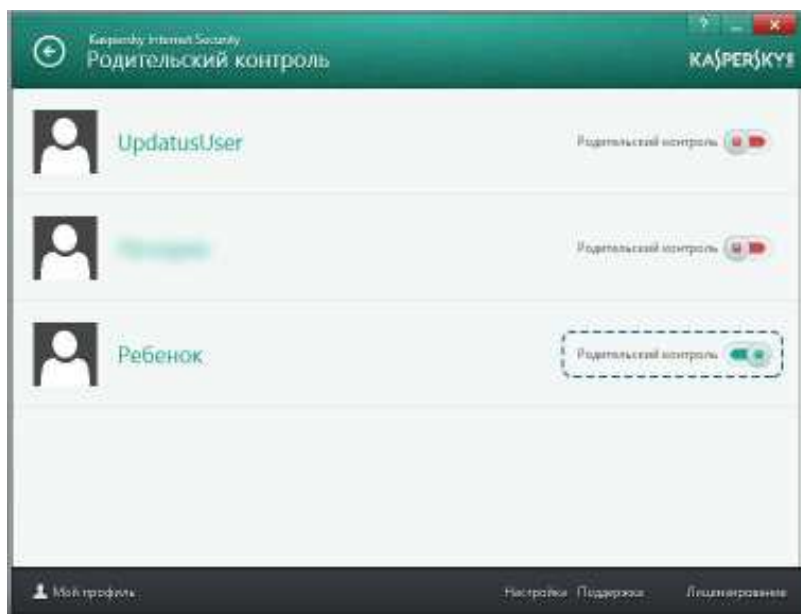 ?
Kaspersky Internet Security
Родительский контроль
KASPERSKY
UpdatusUser
Родительский контроль
Родительский контроль
Ребенок
Родительский контроль
Мой профиль
Настройки Поддержка Лицензирование